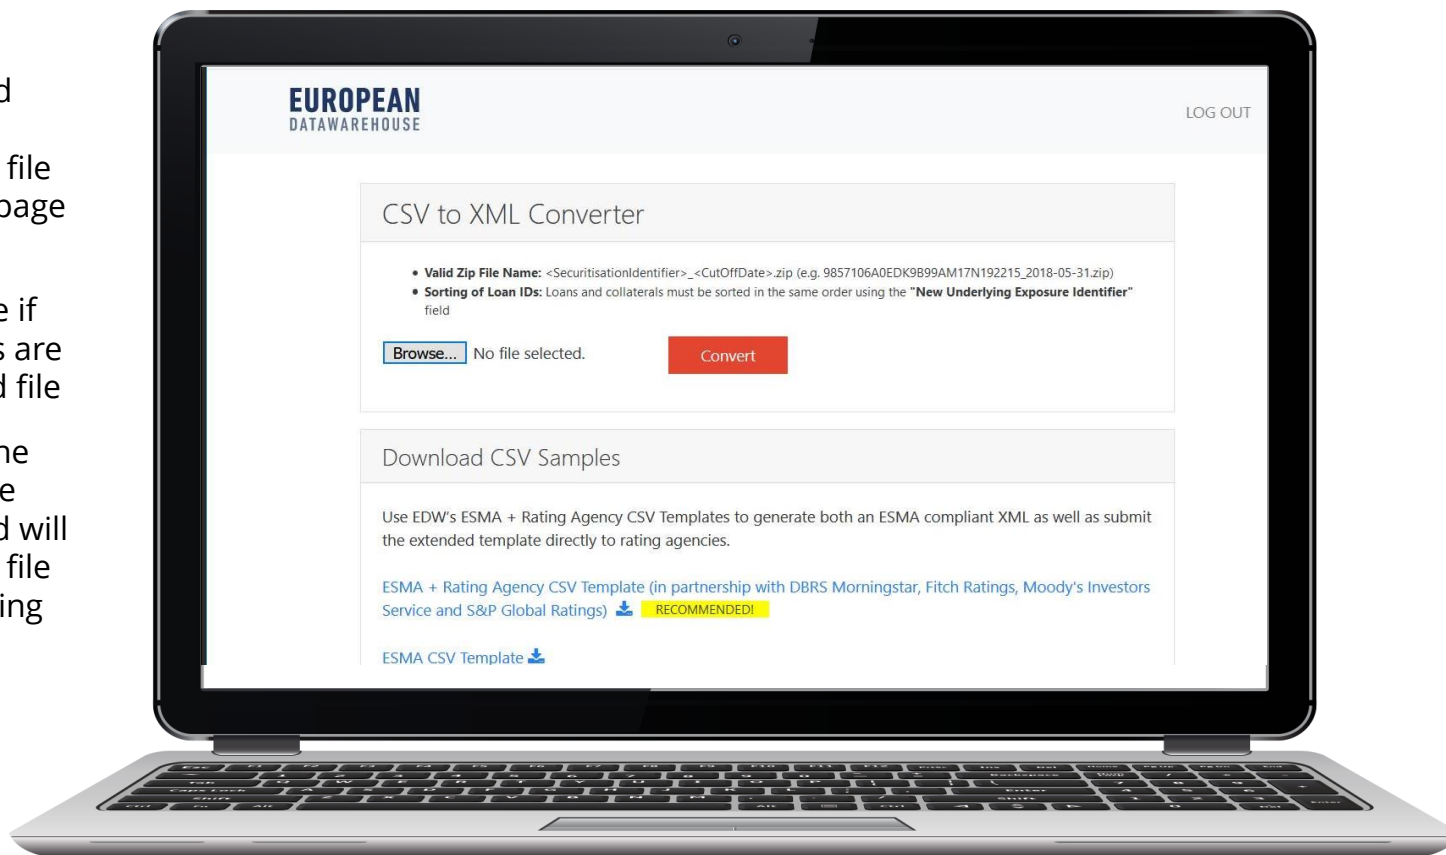 d
file
page
e if
s are
d file
ne
e
d will
file
ing
EUROPEAN
DATAWAREHOUSE
LOG OUT
CSV to XML Converter
• Valid Zip File Name: <SecuritisationIdentifier>_<CutOffDate>.zip (e.g. 9857106A0EDK9B99AM17N192215_2018-05-31.zip)
• Sorting of Loan IDs: Loans and collaterals must be sorted in the same order using the "New Underlying Exposure Identifier"
field
Browse... No file selected.
Convert
Download CSV Samples
Use EDW's ESMA + Rating Agency CSV Templates to generate both an ESMA compliant XML as well as submit
the extended template directly to rating agencies.
ESMA + Rating Agency CSV Template (in partnership with DBRS Morningstar, Fitch Ratings, Moody's Investors
Service and S&P Global Ratings) RECOMMENDED!
ESMA CSV Template